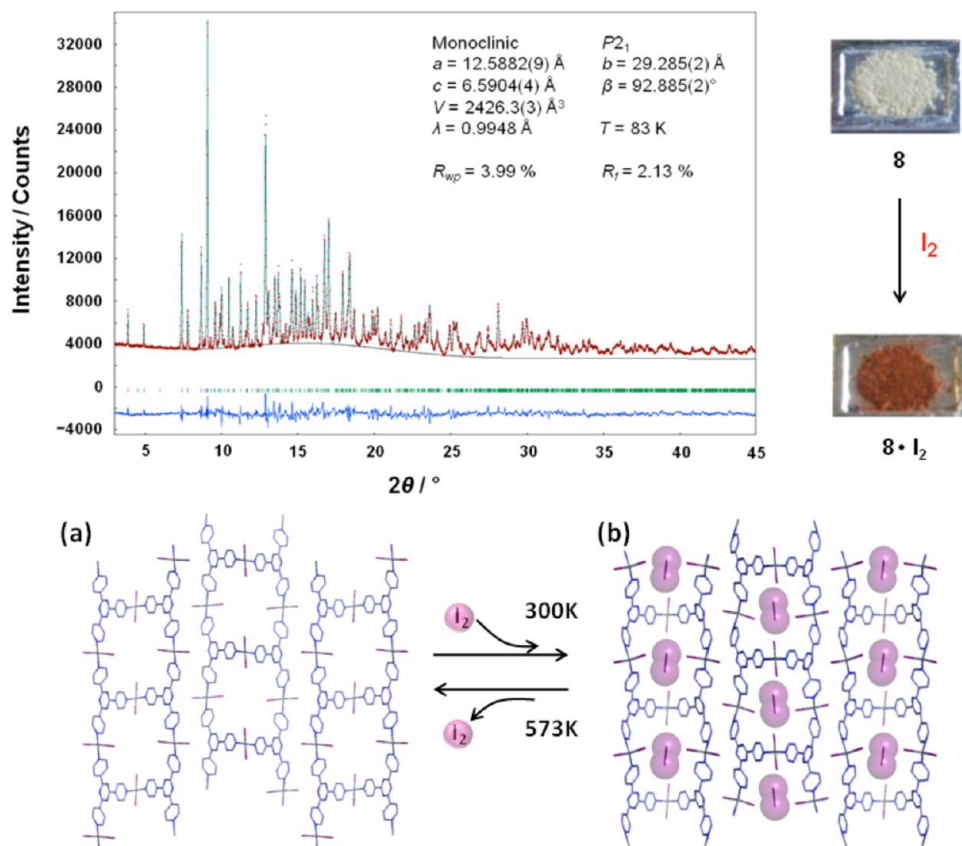 32000
28000
24000
20000
16000
12000
8000
4000
0
−4000
Intensity / Counts
5 10 15 20 25 30 35 40 45
2θ / °
Monoclinic P2₁
a = 12.5882(9) Å b = 29.285(2) Å
c = 6.5904(4) Å β = 92.885(2)°
V = 2426.3(3) Å³
λ = 0.9948 Å T = 83 K
R_wp = 3.99 % R_f = 2.13 %
8
I₂
8 • I₂
(a)
I₂
300K
I₂
573K
(b)